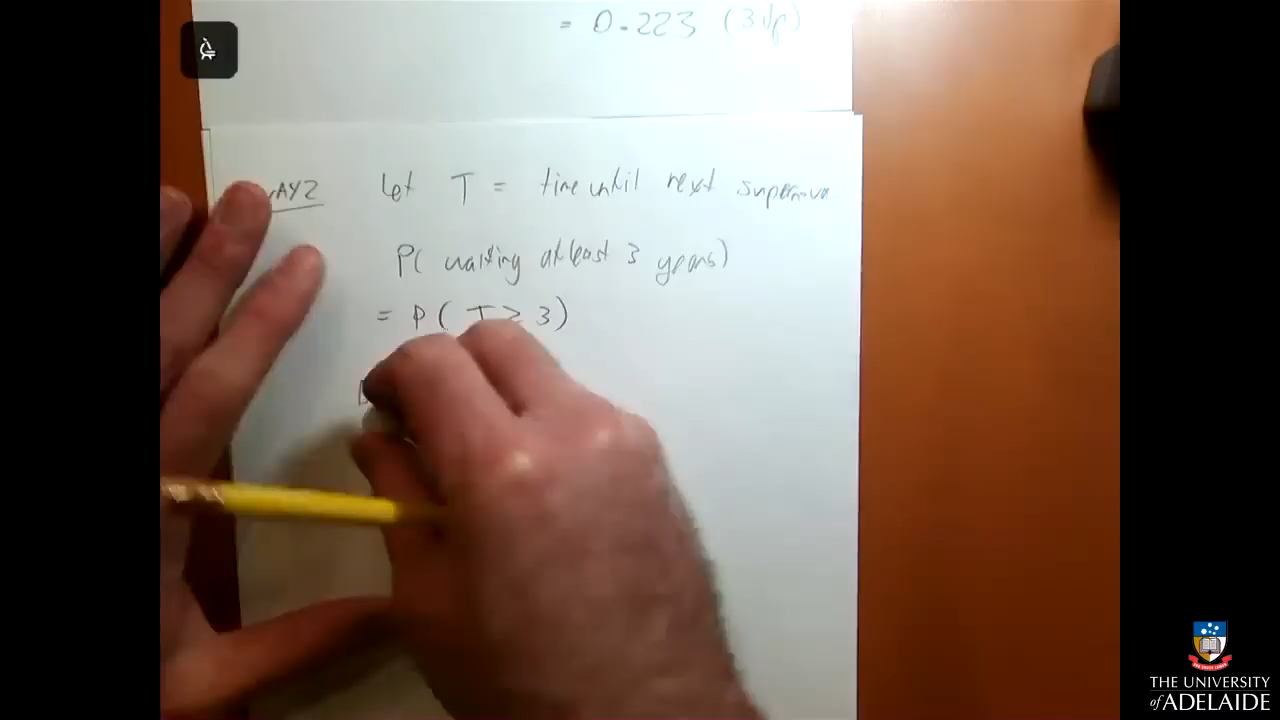 = 0.223 (3dp)
WAY 2 Let T = time until next supernova
P( waiting at least 3 years)
= P( T ≥ 3)
THE UNIVERSITY
of ADELAIDE